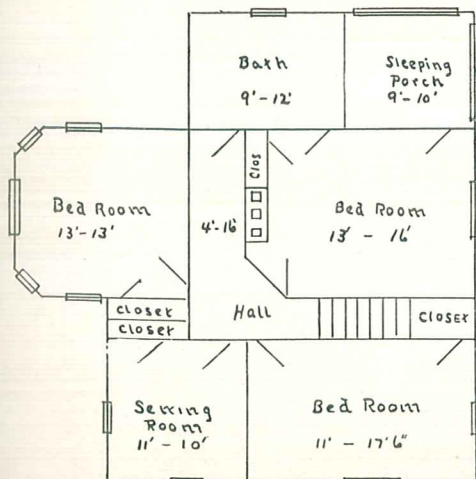 Bath
9'-12'
Sleeping
Porch
9'-10'
Clos
Bed Room
13'-13'
4'-16'
Bed Room
13' - 16'
Closet
Closet
Hall
Closet
Sewing
Room
11' - 10'
Bed Room
11' - 17'6"